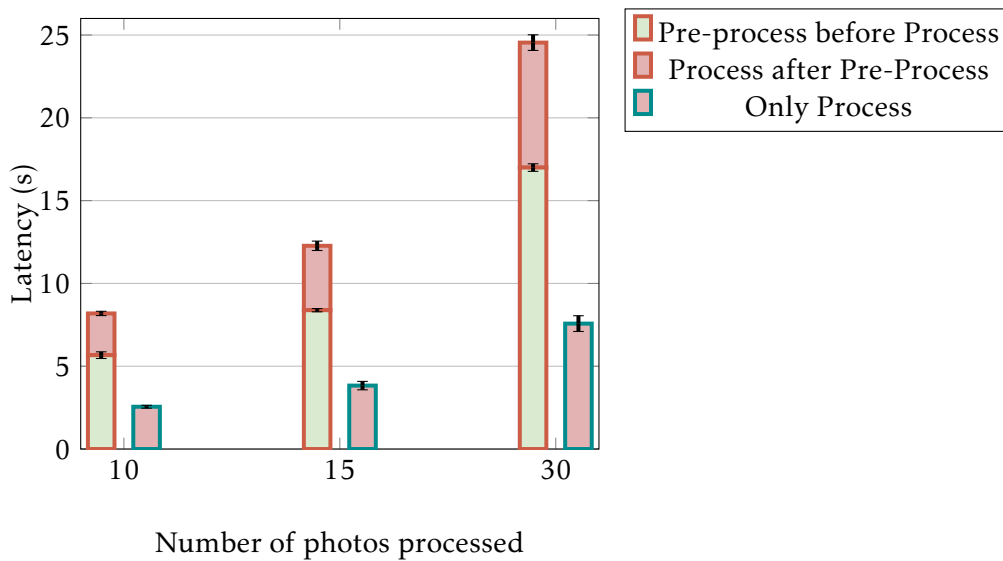 25
20
15
10
5
0
Latency (s)
10 15 30
Number of photos processed
Pre-process before Process
Process after Pre-Process
Only Process